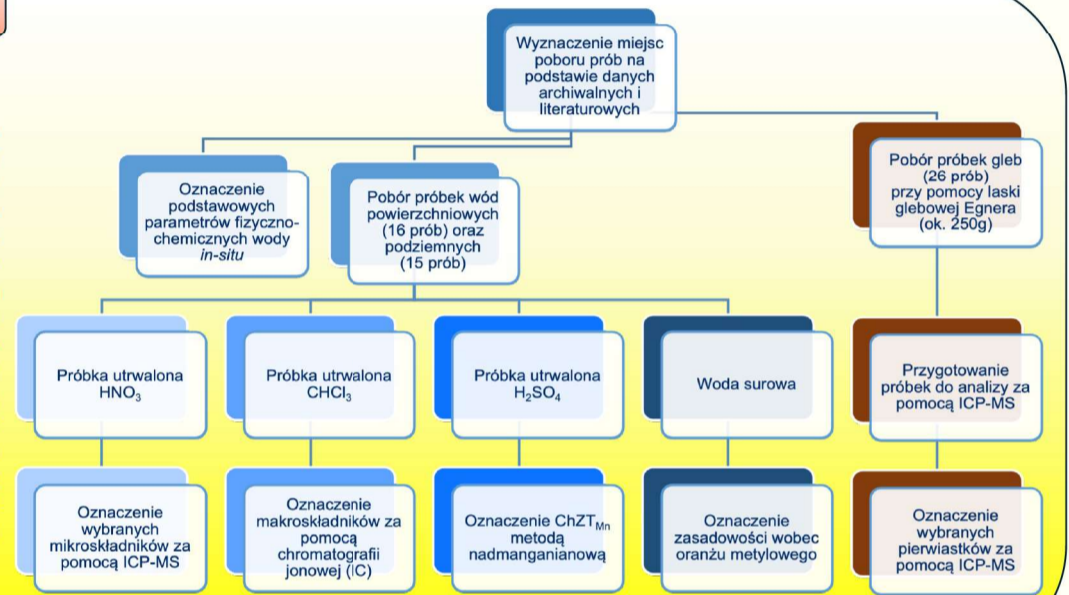 Wyznaczenie miejsc
poboru prób na
podstawie danych
archiwalnych i
literaturowych
Oznaczenie
podstawowych
parametrów fizyczno-
chemicznych wody
in-situ
Pobór próbek wód
powierzchniowych
(16 prób) oraz
podziemnych
(15 prób)
Pobór próbek gleb
(26 prób)
przy pomocy laski
glebowej Egnera
(ok. 250g)
Próbka utrwalona
HNO₃
Próbka utrwalona
CHCl₃
Próbka utrwalona
H₂SO₄
Woda surowa
Przygotowanie
próbek do analizy za
pomocą ICP-MS
Oznaczenie
wybranych
mikroskładników za
pomocą ICP-MS
Oznaczenie
makroskładników za
pomocą
chromatografii
jonowej (IC)
Oznaczenie ChZT_Mn
metodą
nadmanganianową
Oznaczenie
zasadowości wobec
oranżu metylowego
Oznaczenie
wybranych
pierwiastków za
pomocą ICP-MS